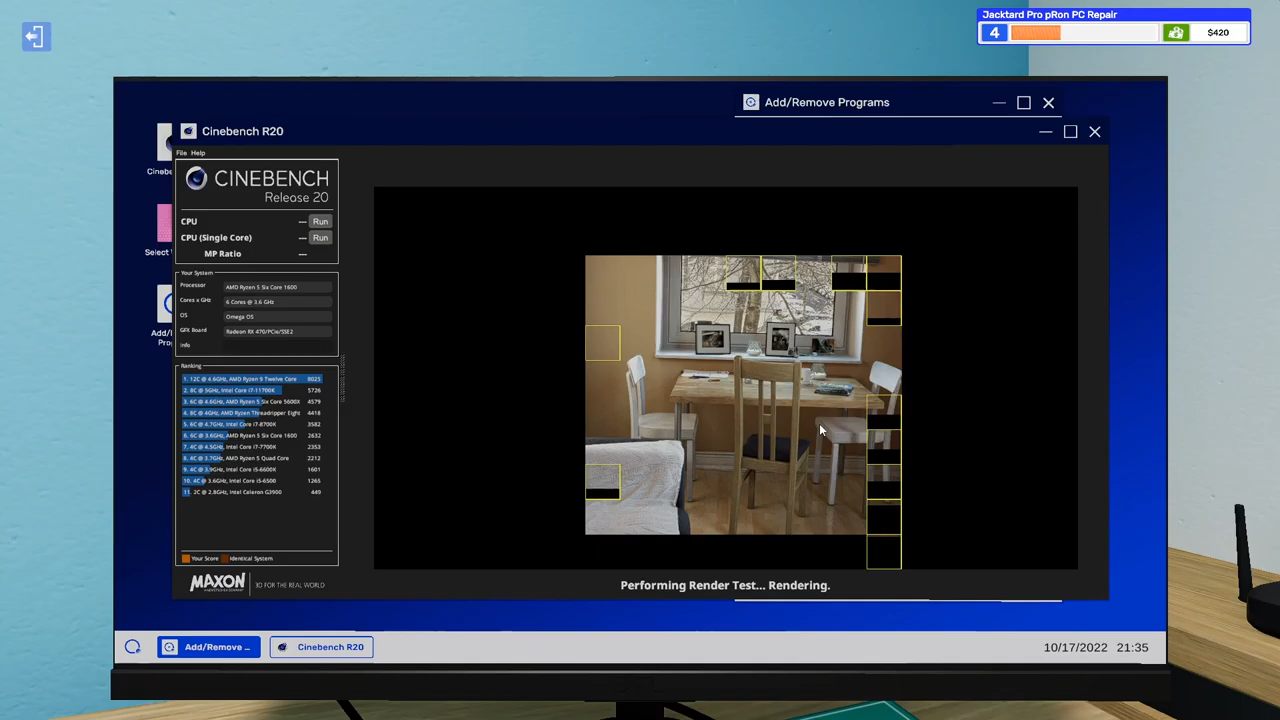 Jacktard Pro pRon PC Repair
4
$420
Add/Remove Programs
Cinebench R20
File Help
CINEBENCH
Release 20
CPU --- Run
CPU (Single Core) --- Run
MP Ratio ---
Your System
Processor AMD Ryzen 5 Six Core 1600
Cores x GHz 6 Cores @ 3.6 GHz
OS Omega OS
GFX Board Radeon RX 470/PCIe/SSE2
Info
Ranking
1. 12C @ 4.6GHz, AMD Ryzen 9 Twelve Core 8025
2. 8C @ 5GHz, Intel Core i7-11700K 5726
3. 6C @ 4.6GHz, AMD Ryzen 5 Six Core 5600X 4579
4. 8C @ 4GHz, AMD Ryzen Threadripper Eight 4418
5. 6C @ 4.7GHz, Intel Core i7-8700K 3582
6. 6C @ 3.6GHz, AMD Ryzen 5 Six Core 1600 2632
7. 4C @ 4.5GHz, Intel Core i7-7700K 2353
8. 4C @ 3.7GHz, AMD Ryzen 5 Quad Core 2212
9. 4C @ 3.9GHz, Intel Core i5-6600K 1601
10. 4C @ 3.6GHz, Intel Core i5-6500 1265
11. 2C @ 2.8GHz, Intel Celeron G3900 449
Your Score Identical System
MAXON 3D FOR THE REAL WORLD
Performing Render Test... Rendering.
Cineb
Select
Add/
Pro
Add/Remove ...
Cinebench R20
10/17/2022 21:35